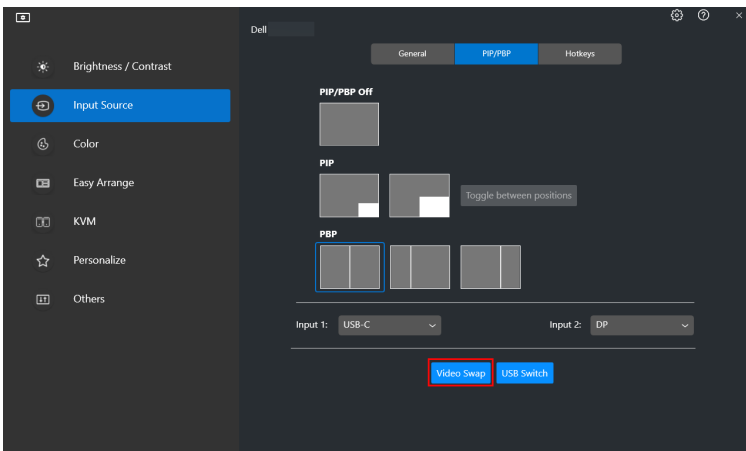 Dell
General PIP/PBP Hotkeys
Brightness / Contrast
Input Source
Color
Easy Arrange
KVM
Personalize
Others
PIP/PBP Off
PIP
Toggle between positions
PBP
Input 1: USB-C Input 2: DP
Video Swap USB Switch